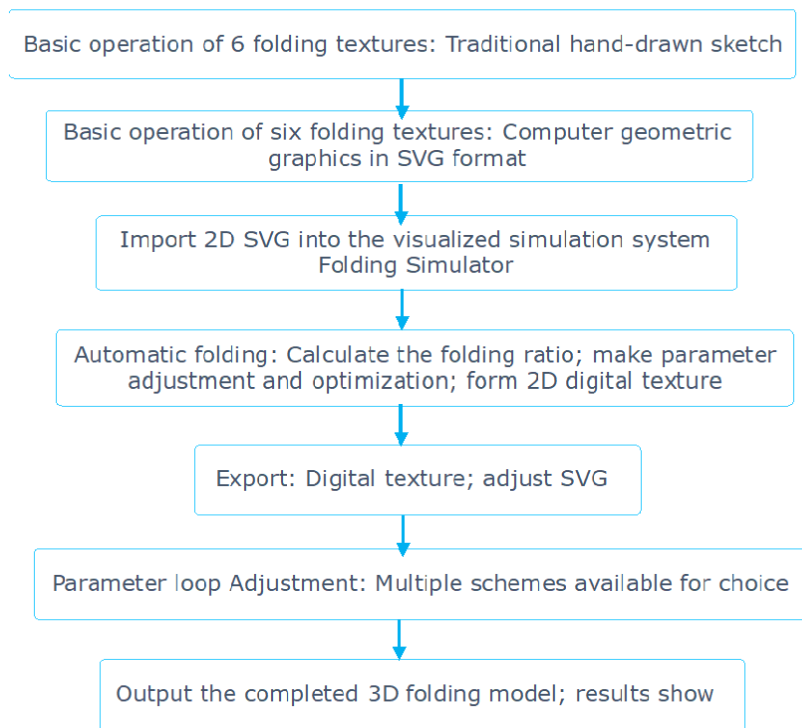 Basic operation of 6 folding textures: Traditional hand-drawn sketch
Basic operation of six folding textures: Computer geometric
graphics in SVG format
Import 2D SVG into the visualized simulation system
Folding Simulator
Automatic folding: Calculate the folding ratio; make parameter
adjustment and optimization; form 2D digital texture
Export: Digital texture; adjust SVG
Parameter loop Adjustment: Multiple schemes available for choice
Output the completed 3D folding model; results show